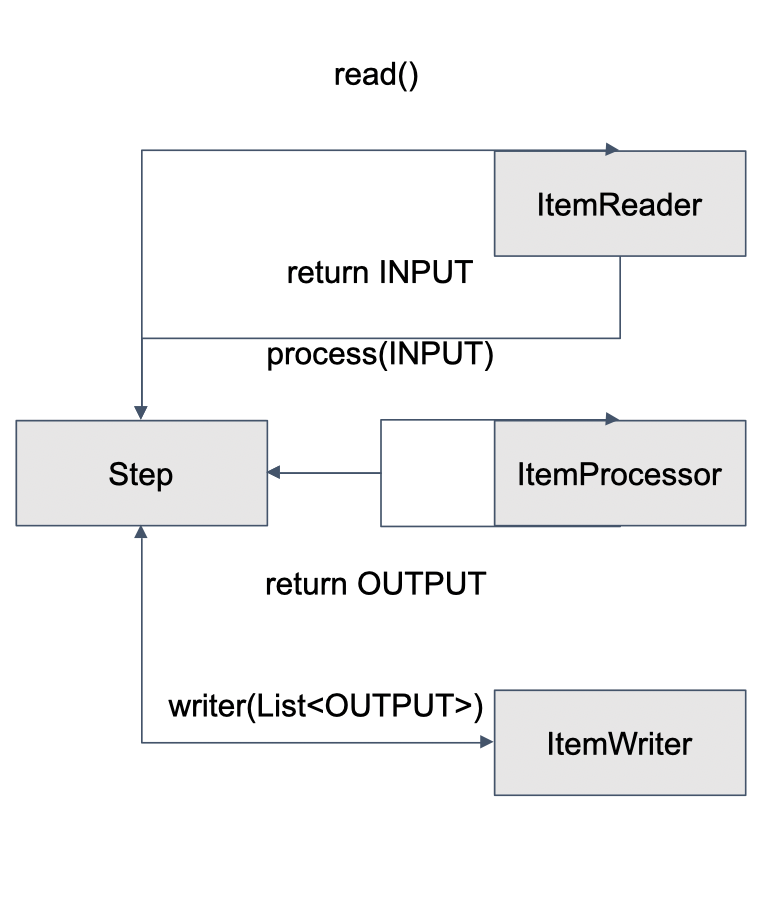 read()
ItemReader
return INPUT
process(INPUT)
Step
ItemProcessor
return OUTPUT
writer(List<OUTPUT>)
ItemWriter